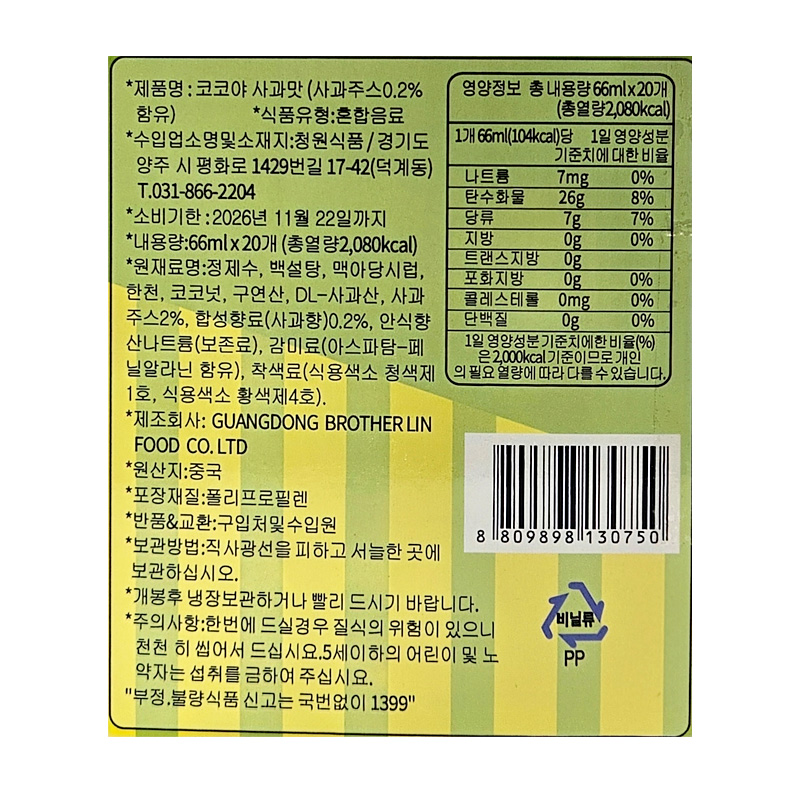 *제품명 : 코코야 사과맛 (사과주스0.2%
함유) *식품유형:혼합음료
*수입업소명및소재지:청원식품 / 경기도
양주 시 평화로 1429번길 17-42(덕계동)
T.031-866-2204
*소비기한 : 2026년 11월 22일까지
*내용량:66ml x 20개 (총열량2,080kcal)
*원재료명:정제수, 백설탕, 맥아당시럽,
한천, 코코넛, 구연산, DL-사과산, 사과
주스2%, 합성향료(사과향)0.2%, 안식향
산나트륨(보존료), 감미료(아스파탐-페
닐알라닌 함유), 착색료(식용색소 청색제
1호, 식용색소 황색제4호).
*제조회사: GUANGDONG BROTHER LIN
FOOD CO. LTD
*원산지:중국
*포장재질:폴리프로필렌
*반품&교환:구입처및수입원
*보관방법:직사광선을 피하고 서늘한 곳에
보관하십시오.
*개봉후 냉장보관하거나 빨리 드시기 바랍니다.
*주의사항:한번에 드실경우 질식의 위험이 있으니
천천 히 씹어서 드십시요.5세이하의 어린이 및 노
약자는 섭취를 금하여 주십시요.
"부정,불량식품 신고는 국번없이 1399"
영양정보 총 내용량 66ml x 20개
(총열량2,080kcal)
1개 66ml(104kcal)당 1일 영양성분
기준치에 대한 비율
나트륨 7mg 0%
탄수화물 26g 8%
당류 7g 7%
지방 0g 0%
트랜스지방 0g
포화지방 0g 0%
콜레스테롤 0mg 0%
단백질 0g 0%
1일 영양성분 기준치에한 비율(%)
은 2,000kcal 기준이므로 개인
의 필요 열량에 따라 다를 수 있습니다.
8 809898 130750
비닐류
PP